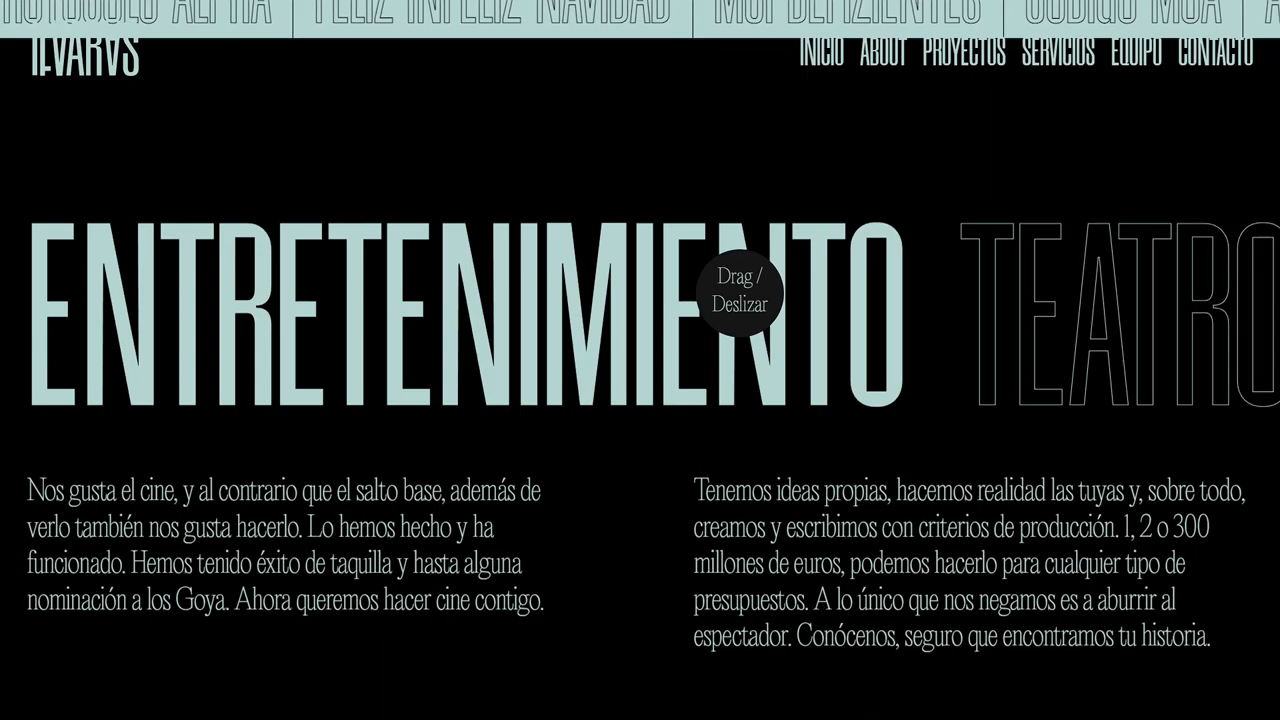 ALPHA FELIZ INFELIZ NAVIDAD MUI DEFIZIENTES CÓDIGO MOA
INICIO ABOUT PROYECTOS SERVICIOS EQUIPO CONTACTO
ENTRETENIMIENTO TEATRO
Drag /
Deslizar
Nos gusta el cine, y al contrario que el salto base, además de
verlo también nos gusta hacerlo. Lo hemos hecho y ha
funcionado. Hemos tenido éxito de taquilla y hasta alguna
nominación a los Goya. Ahora queremos hacer cine contigo.
Tenemos ideas propias, hacemos realidad las tuyas y, sobre todo,
creamos y escribimos con criterios de producción. 1, 2 o 300
millones de euros, podemos hacerlo para cualquier tipo de
presupuestos. A lo único que nos negamos es a aburrir al
espectador. Conócenos, seguro que encontramos tu historia.